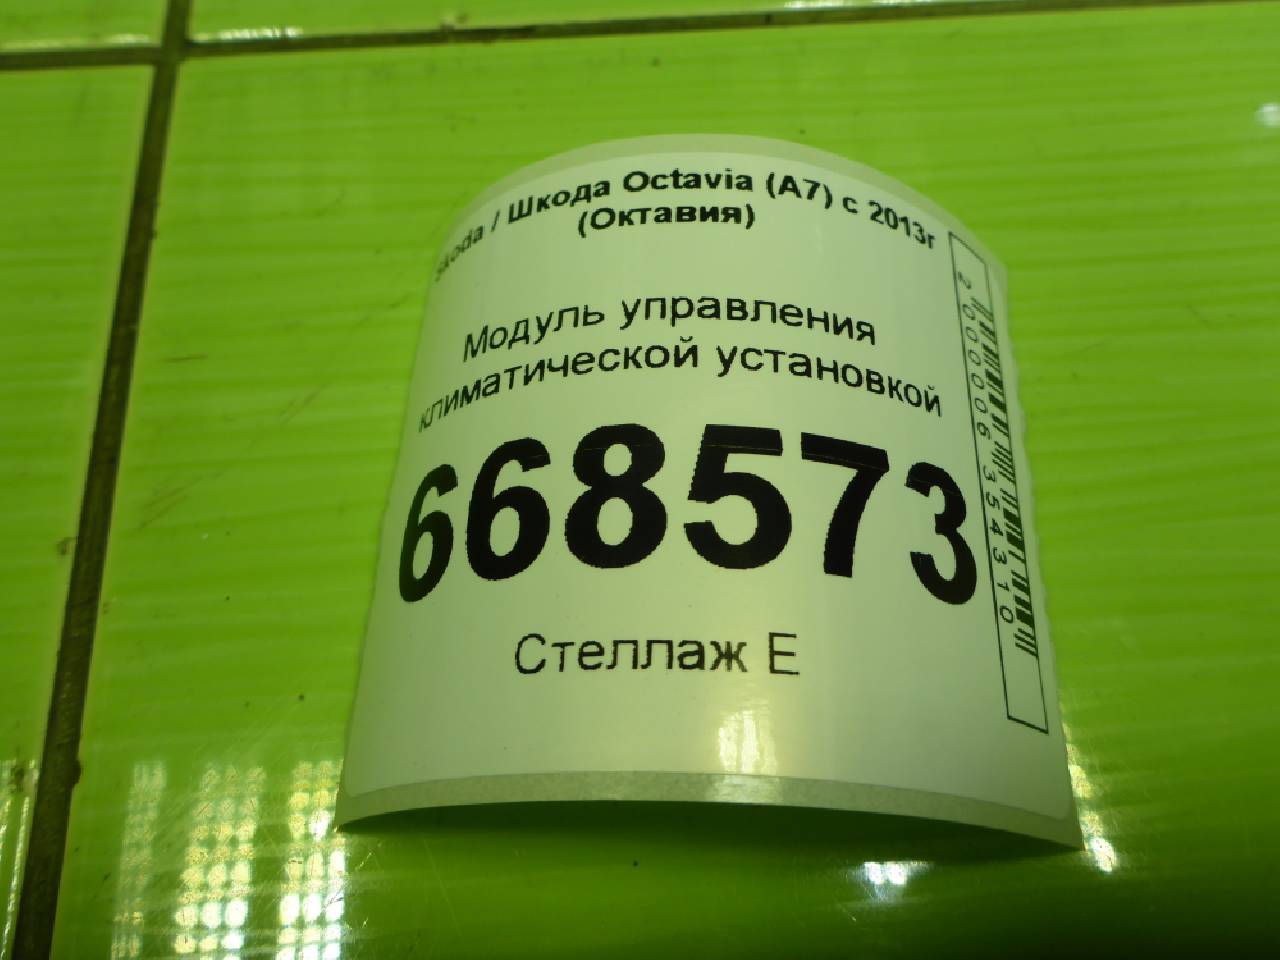 Skoda / Шкода Octavia (A7) с 2013г
(Октавия)
Модуль управления
климатической установкой
668573
Стеллаж Е
2000006354310